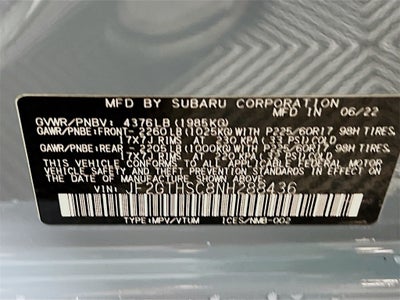 MFD BY SUBARU CORPORATION IN 06/22
GVWR/PNBV: 4376LB (1985KG)
GAWR/PNBE:FRONT- 2260LB(1025KG)WITH P225/60R17 98H TIRES
17X7J RIMS AT 230 KPA(33 PSI)COLD
GAWR/PNBE:REAR - 2205LB(1000KG)WITH P225/60R17 98H TIRES
17X7J RIMS AT 220 KPA(32 PSI)COLD
THIS VEHICLE CONFORMS TO ALL APPLICABLE FEDERAL MOTOR
VEHICLE SAFETY BUMPER AND THEFT PREVENTION STANDARDS
IN EFFECT ON THE DATE OF MANUFACTURE SHOWN ABOVE.
VIN: JF2GTHSC8NH288436
TYPE:MPV/VTUM ICES/NMB-002